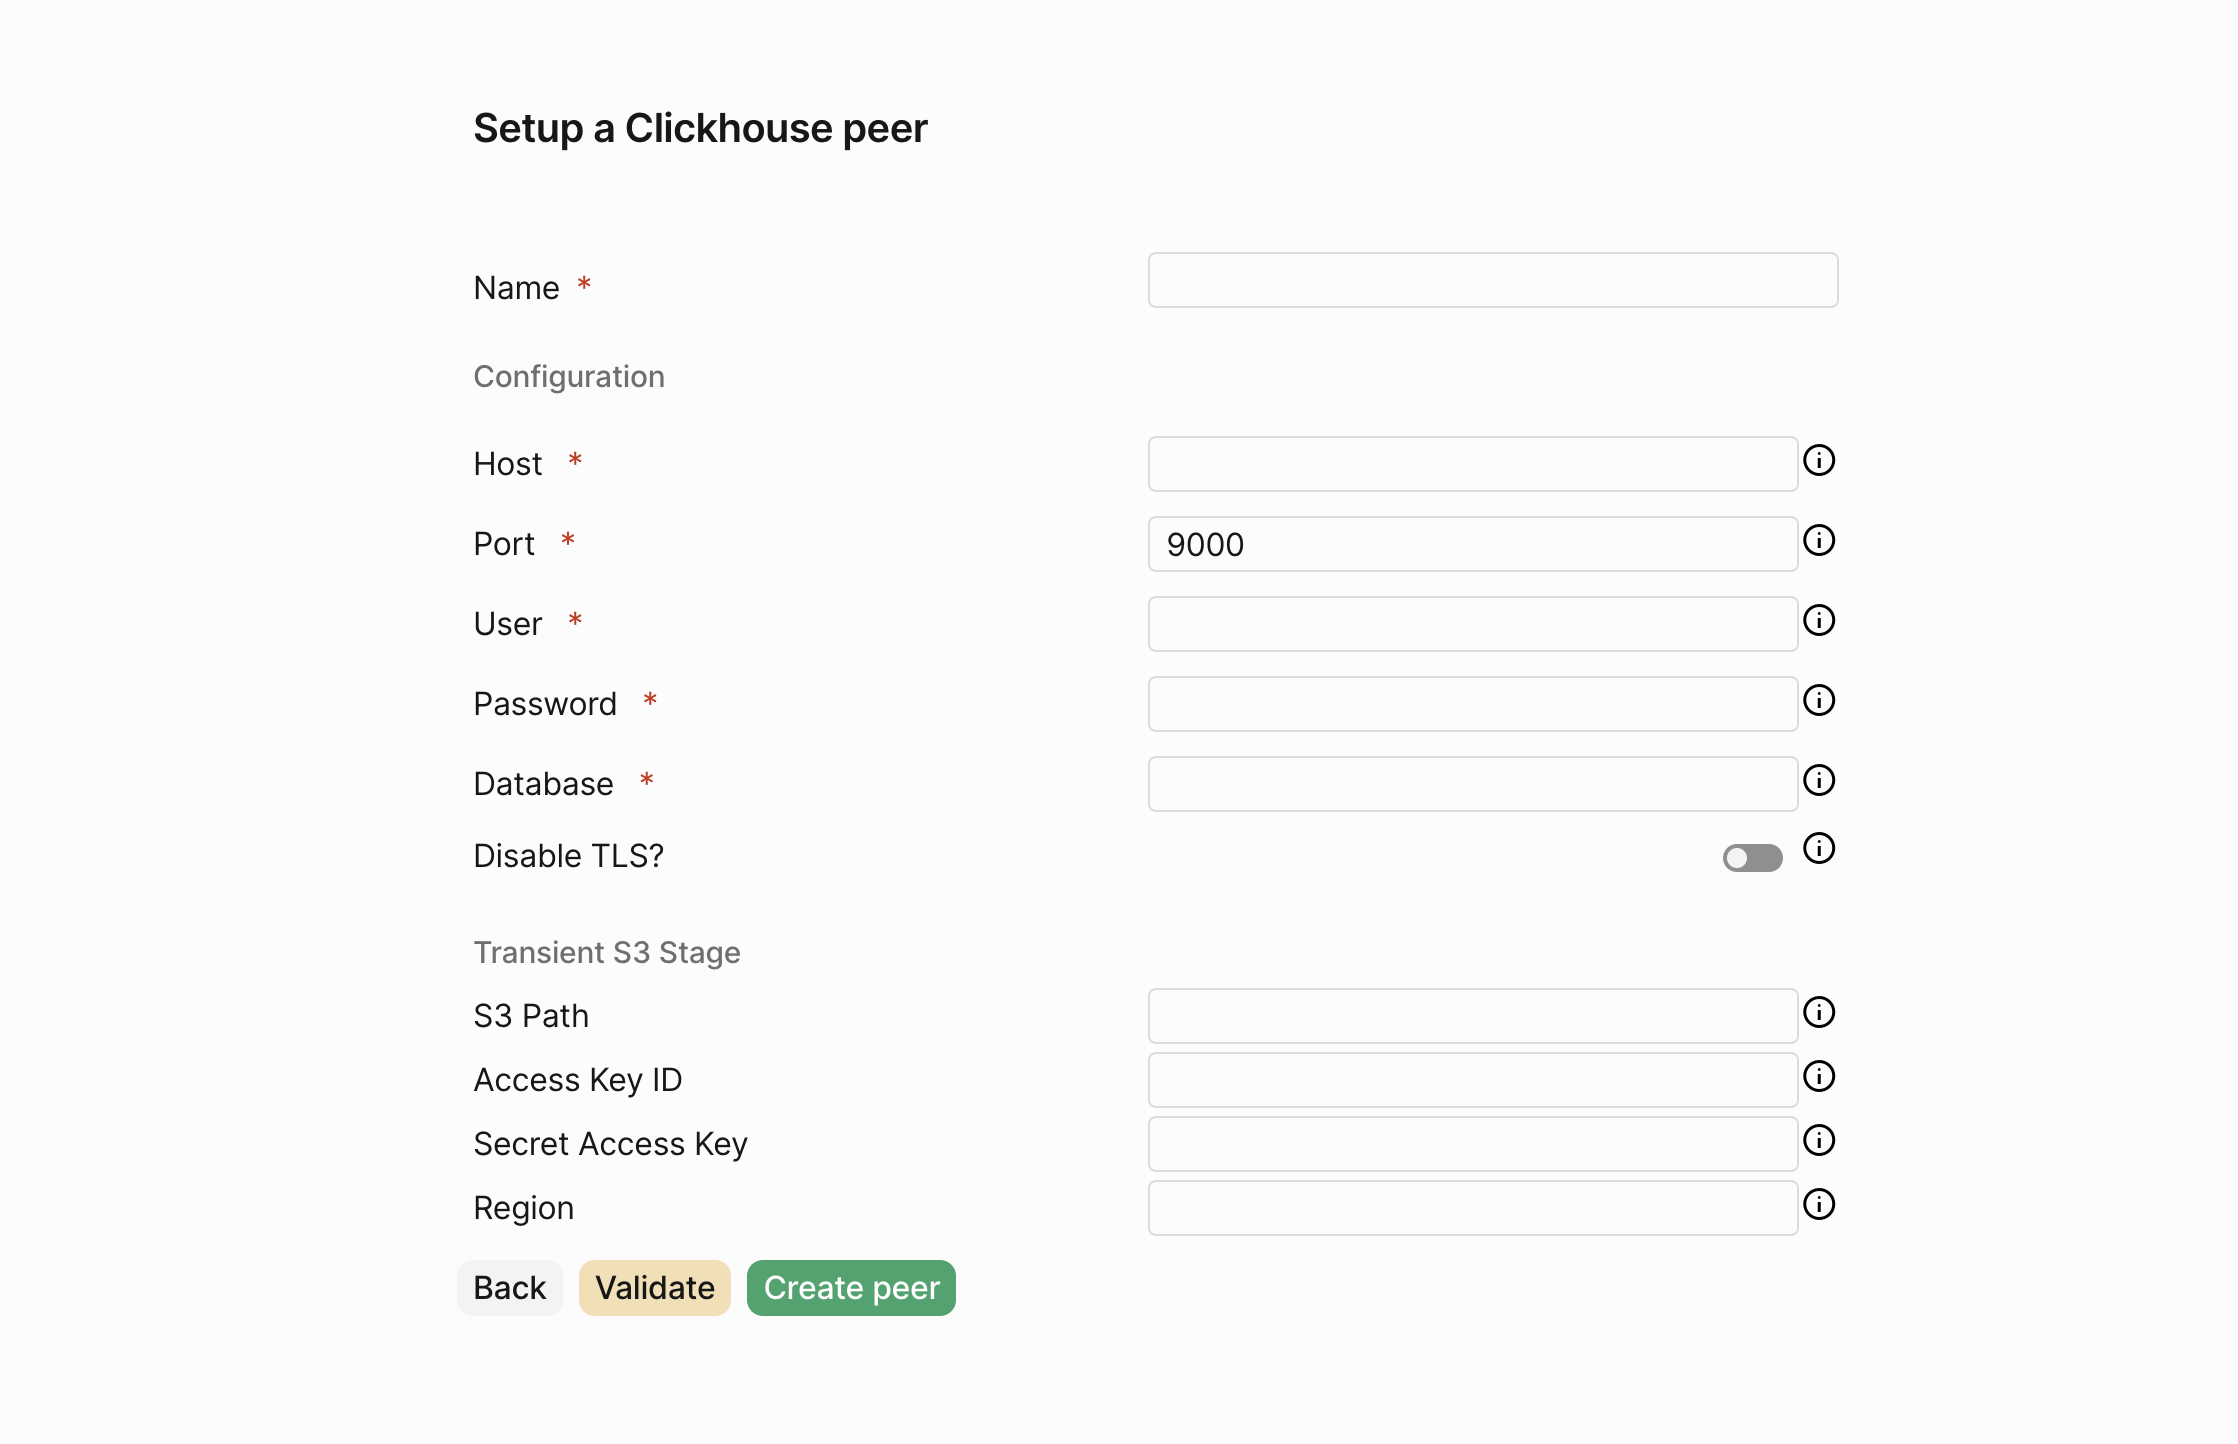 Setup a Clickhouse peer
Name *
Configuration
Host *
Port * 9000
User *
Password *
Database *
Disable TLS?
Transient S3 Stage
S3 Path
Access Key ID
Secret Access Key
Region
Back Validate Create peer